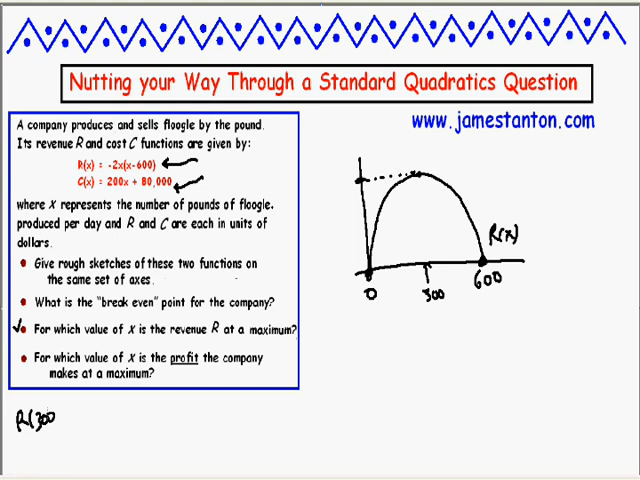 Nutting your Way Through a Standard Quadratics Question
www.jamestanton.com
A company produces and sells floogle by the pound.
Its revenue R and cost C functions are given by:
R(x) = -2x(x-600)
C(x) = 200x + 80,000
where x represents the number of pounds of floogle
produced per day and R and C are each in units of
dollars.
Give rough sketches of these two functions on
the same set of axes.
What is the "break even" point for the company?
For which value of x is the revenue R at a maximum?
For which value of x is the profit the company
makes at a maximum?
R(x)
0
300
600
R(300